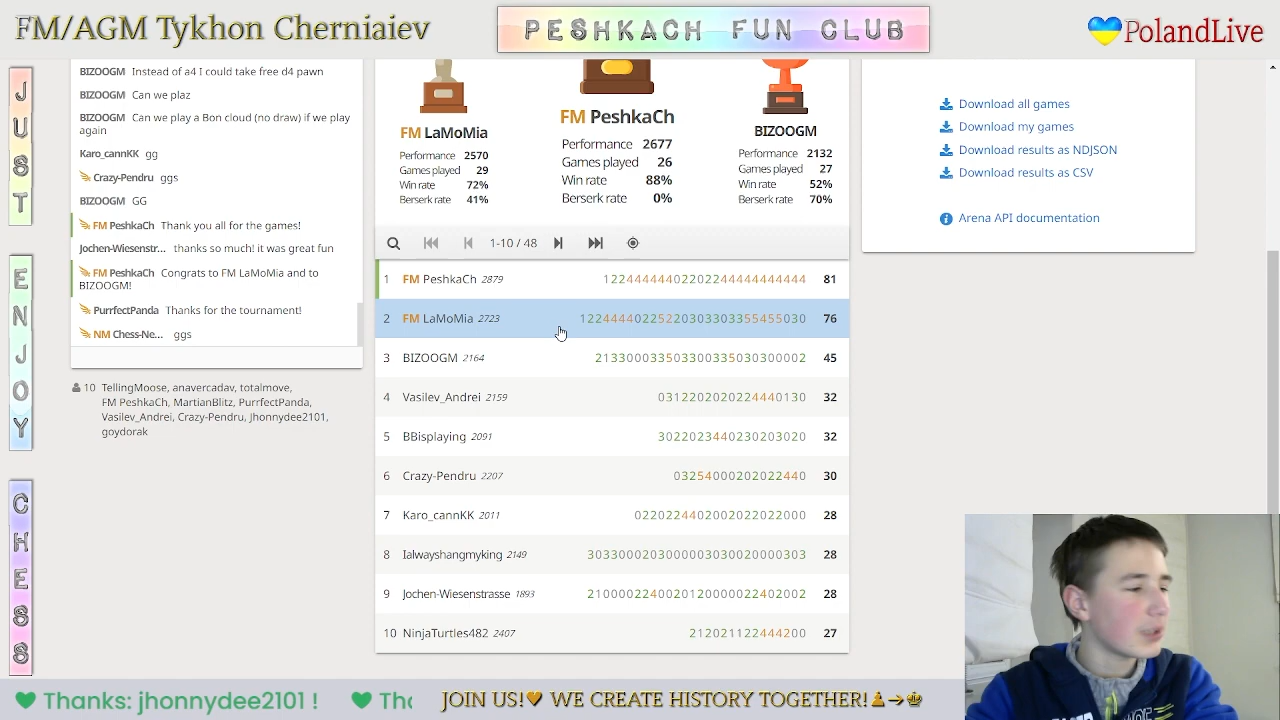 FM/AGM Tykhon Cherniaiev
PESHKACH FUN CLUB
PolandLive
JUST
ENJOY
CHESS
BIZOOGM Instead of a4 I could take free d4 pawn
BIZOOGM Can we plaz
BIZOOGM Can we play a Bon cloud (no draw) if we play
again
Karo_cannKK gg
Crazy-Pendru ggs
BIZOOGM GG
FM PeshkaCh Thank you all for the games!
Jochen-Wiesenstr... thanks so much! it was great fun
FM PeshkaCh Congrats to FM LaMoMia and to
BIZOOGM!
PurrfectPanda Thanks for the tournament!
NM Chess-Ne... ggs
10 TellingMoose, anavercadav, totalmove,
FM PeshkaCh, MartianBlitz, PurrfectPanda,
Vasilev_Andrei, Crazy-Pendru, Jhonnydee2101,
goydorak
FM LaMoMia
Performance 2570
Games played 29
Win rate 72%
Berserk rate 41%
FM PeshkaCh
Performance 2677
Games played 26
Win rate 88%
Berserk rate 0%
BIZOOGM
Performance 2132
Games played 27
Win rate 52%
Berserk rate 70%
1-10 / 48
1 FM PeshkaCh 2879 12244444402202244444444444 81
2 FM LaMoMia 2723 12244440225220303303355455030 76
3 BIZOOGM 2164 213300033503300335030300002 45
4 Vasilev_Andrei 2159 0312202020224440130 32
5 BBisplaying 2091 3022023440230203020 32
6 Crazy-Pendru 2207 03254000202022440 30
7 Karo_cannKK 2011 0220224402002022022000 28
8 Ialwayshangmyking 2149 3033000203000003030020000303 28
9 Jochen-Wiesenstrasse 1893 2100002240020120000022402002 28
10 NinjaTurtles482 2407 212021122444200 27
Download all games
Download my games
Download results as NDJSON
Download results as CSV
Arena API documentation
Thanks: jhonnydee2101 !
Tha
JOIN US! WE CREATE HISTORY TOGETHER!